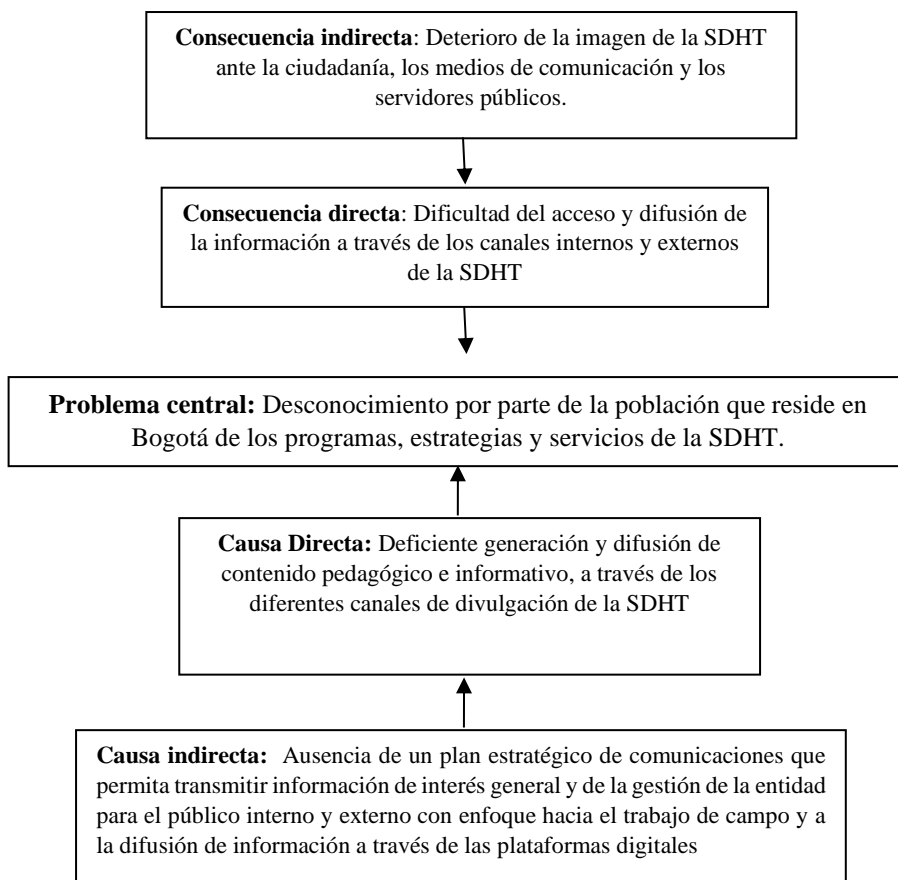 Consecuencia indirecta: Deterioro de la imagen de la SDHT
ante la ciudadanía, los medios de comunicación y los
servidores públicos.
Consecuencia directa: Dificultad del acceso y difusión de
la información a través de los canales internos y externos
de la SDHT
Problema central: Desconocimiento por parte de la población que reside en
Bogotá de los programas, estrategias y servicios de la SDHT.
Causa Directa: Deficiente generación y difusión de
contenido pedagógico e informativo, a través de los
diferentes canales de divulgación de la SDHT
Causa indirecta: Ausencia de un plan estratégico de comunicaciones que
permita transmitir información de interés general y de la gestión de la entidad
para el público interno y externo con enfoque hacia el trabajo de campo y a
la difusión de información a través de las plataformas digitales